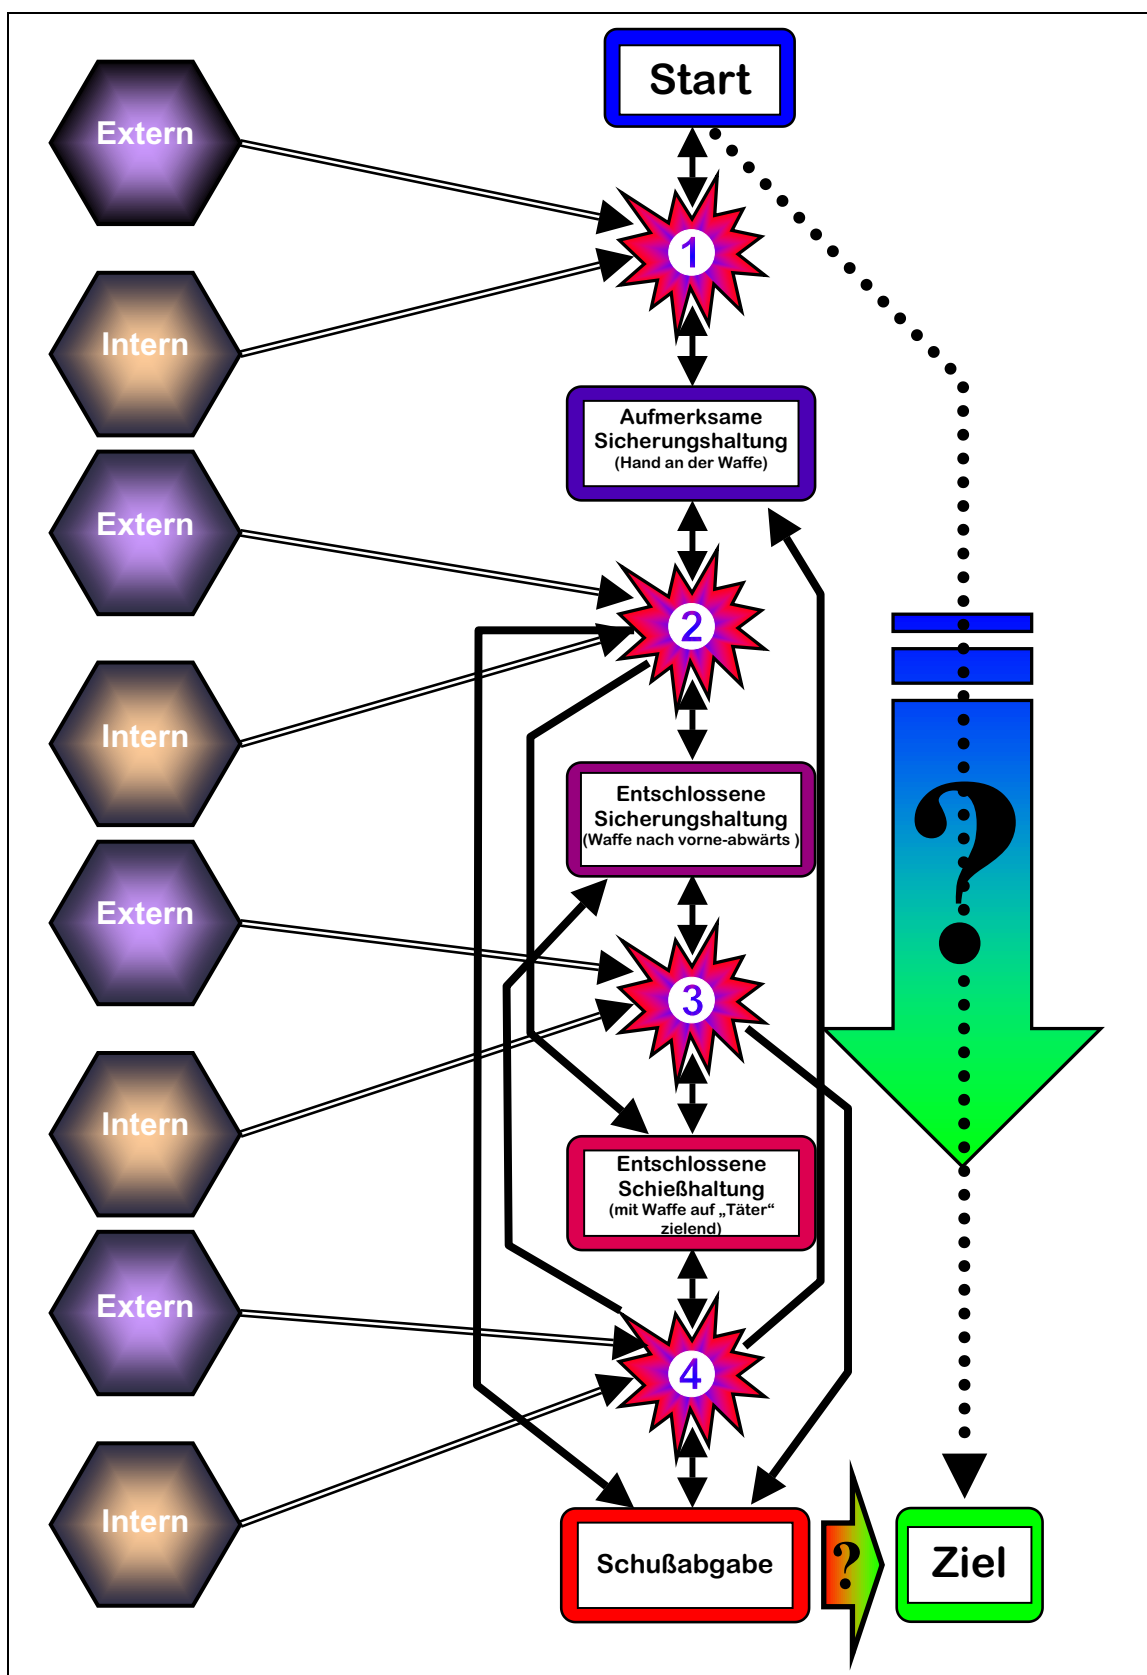 Start
Extern
1
Intern
Aufmerksame
Sicherungshaltung
(Hand an der Waffe)
Extern
2
Intern
Entschlossene
Sicherungshaltung
(Waffe nach vorne-abwärts )
?
Extern
3
Intern
Entschlossene
Schießhaltung
(mit Waffe auf „Täter“
zielend)
Extern
4
Intern
Schußabgabe
?
Ziel